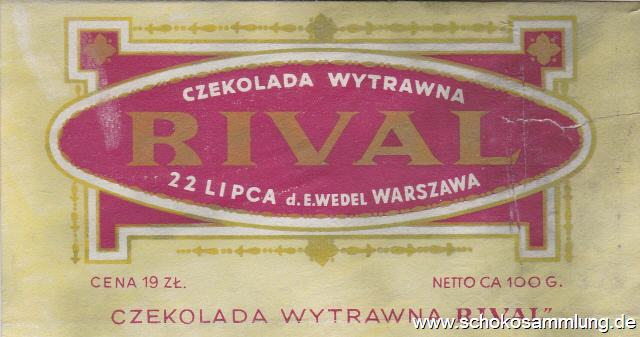 CZEKOLADA WYTRAWNA
RIVAL
22 LIPCA d.E.WEDEL WARSZAWA
CENA 19 ZŁ.
NETTO CA 100 G.
CZEKOLADA WYTRAWNA „RIVAL”
www.schokosammlung.de